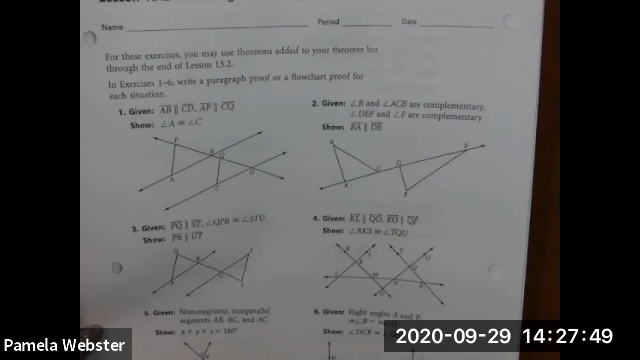 Name Period Date
For these exercises, you may use theorems added to your theorem list
through the end of Lesson 13.2.
In Exercises 1–6, write a paragraph proof or a flowchart proof for
each situation.
1. Given: AB ∥ CD, AP ∥ CQ
Show: ∠A ≅ ∠C
2. Given: ∠B and ∠ACB are complementary,
∠DEF and ∠F are complementary
Show: BA ∥ DE
3. Given: PQ ∥ ST, ∠QPR ≅ ∠STU
Show: PR ∥ UT
4. Given: KL ∥
Show: ∠RKS ≅ ∠TQU
5. Given: Noncongruent, nonparallel
segments AB, BC, and AC
Show: x + y + z = 180°
6. Given: Right angles A and
m∠B =
Show: ∠DCB ≅
Pamela Webster
2020-09-29 14:27:49